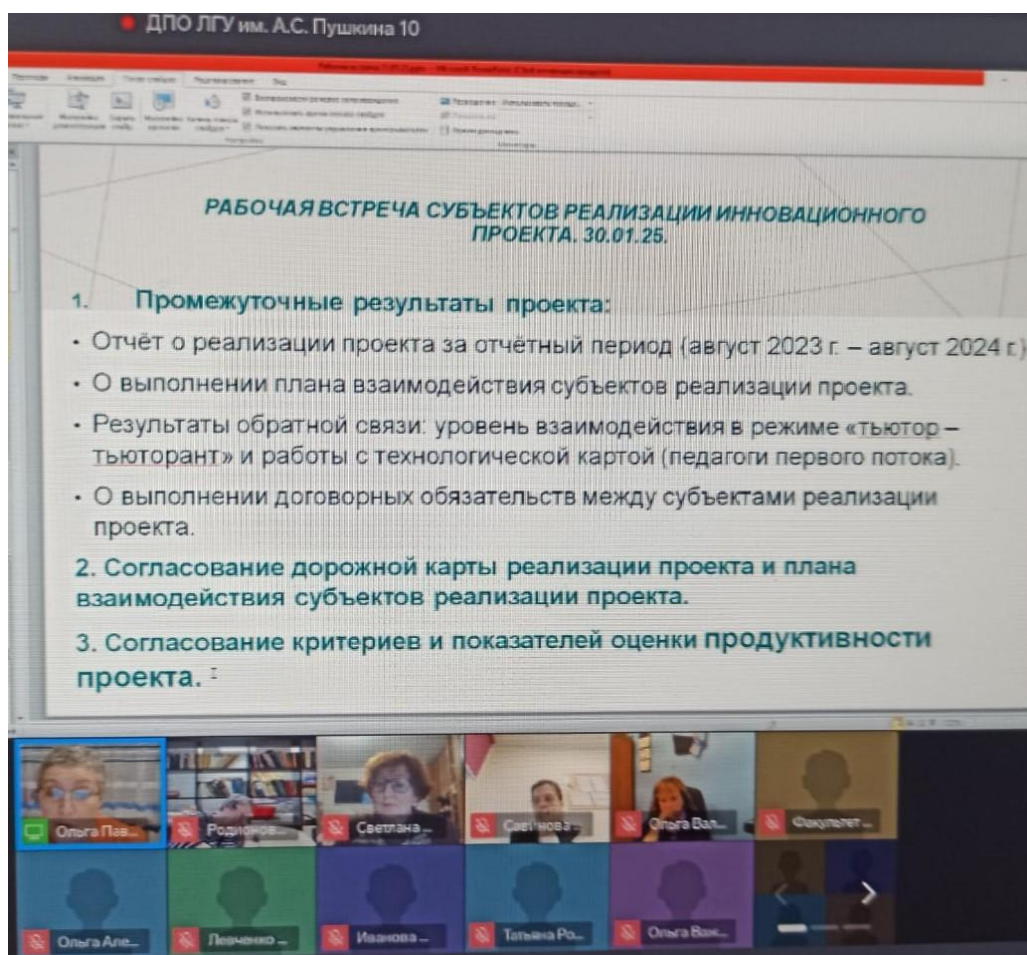 ДПО ЛГУ им. А.С. Пушкина 10
РАБОЧАЯ ВСТРЕЧА СУБЪЕКТОВ РЕАЛИЗАЦИИ ИННОВАЦИОННОГО
ПРОЕКТА. 30.01.25.
1. Промежуточные результаты проекта:
• Отчёт о реализации проекта за отчётный период (август 2023 г. – август 2024 г.)
• О выполнении плана взаимодействия субъектов реализации проекта.
• Результаты обратной связи: уровень взаимодействия в режиме «тьютор –
тьюторант» и работы с технологической картой (педагоги первого потока).
• О выполнении договорных обязательств между субъектами реализации
проекта.
2. Согласование дорожной карты реализации проекта и плана
взаимодействия субъектов реализации проекта.
3. Согласование критериев и показателей оценки продуктивности
проекта.
Ольга Пав...
Светлана ...
Ольга Вал...
Факультет ...
Ольга Але...
Левченко ...
Иванова ...
Татьяна Ро...
Ольга Важ...